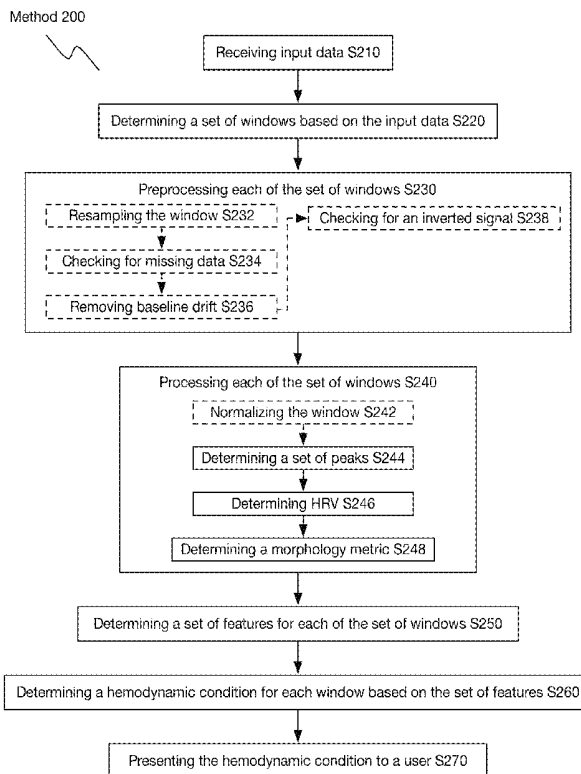 Method 200
Receiving input data S210
Determining a set of windows based on the input data S220
Preprocessing each of the set of windows S230
Resampling the window S232
Checking for missing data S234
Removing baseline drift S236
Checking for an inverted signal S238
Processing each of the set of windows S240
Normalizing the window S242
Determining a set of peaks S244
Determining HRV S246
Determining a morphology metric S248
Determining a set of features for each of the set of windows S250
Determining a hemodynamic condition for each window based on the set of features S260
Presenting the hemodynamic condition to a user S270